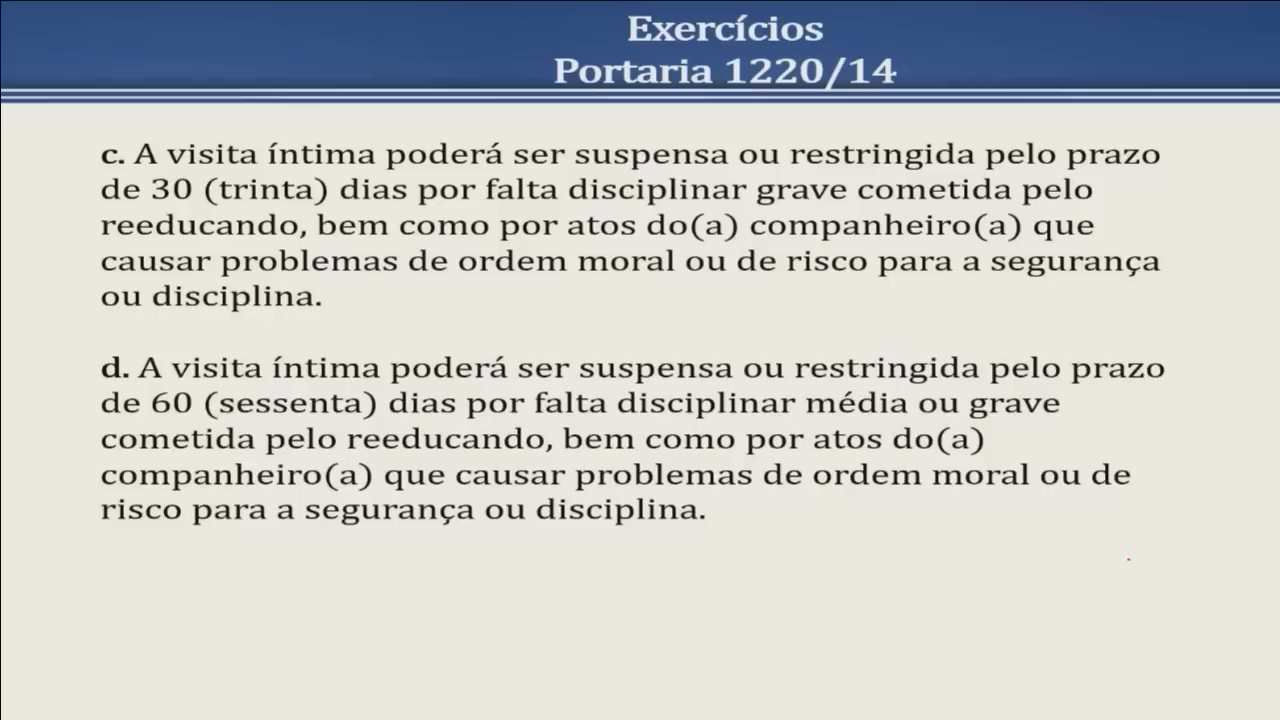 Exercícios
Portaria 1220/14
c. A visita íntima poderá ser suspensa ou restringida pelo prazo
de 30 (trinta) dias por falta disciplinar grave cometida pelo
reeducando, bem como por atos do(a) companheiro(a) que
causar problemas de ordem moral ou de risco para a segurança
ou disciplina.
d. A visita íntima poderá ser suspensa ou restringida pelo prazo
de 60 (sessenta) dias por falta disciplinar média ou grave
cometida pelo reeducando, bem como por atos do(a)
companheiro(a) que causar problemas de ordem moral ou de
risco para a segurança ou disciplina.